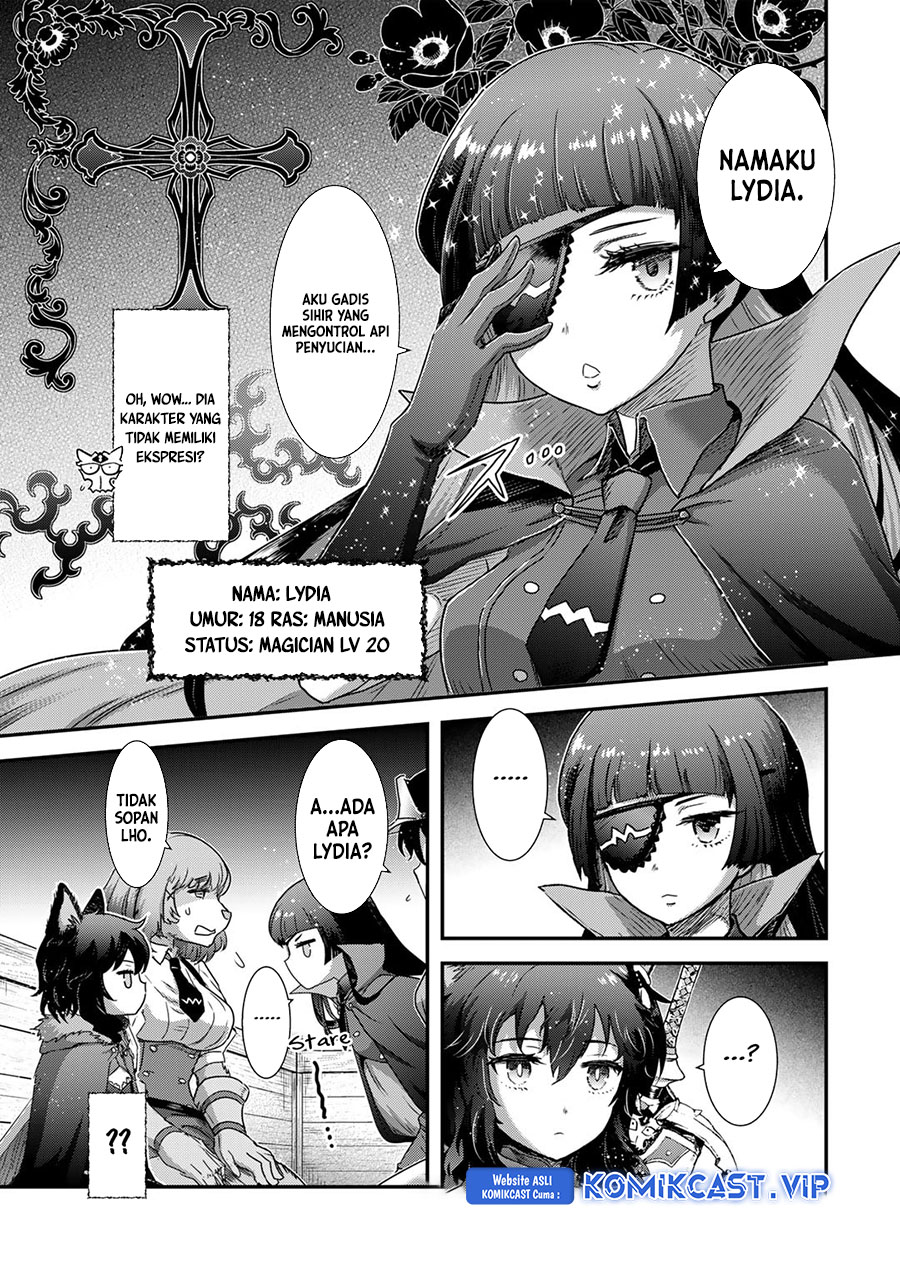 NAMAKU
LYDIA.
AKU GADIS
SIHIR YANG
MENGONTROL API
PENYUCIAN...
OH, WOW... DIA
KARAKTER YANG
TIDAK MEMILIKI
EKSPRESI?
NAMA: LYDIA
UMUR: 18 RAS: MANUSIA
STATUS: MAGICIAN LV 20
......
...?
A...ADA
APA
LYDIA?
TIDAK
SOPAN
LHO.
......
Stare
??
Website ASLI
KOMIKCAST Cuma :
KOMIKCAST.VIP